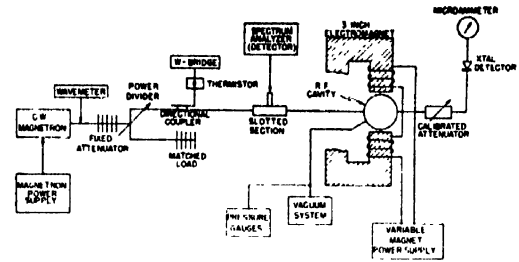 MICROAMMETER
3 INCH
ELECTROMAGNET
SPECTRUM
ANALYZER
(DETECTOR)
W-BRIDGE
XTAL
DETECTOR
WAVEMETER
POWER
DIVIDER
THERMISTOR
R F
CAVITY
C.W.
MAGNETRON
DIRECTIONAL
COUPLER
SLOTTED
SECTION
CALIBRATED
ATTENUATOR
FIXED
ATTENUATOR
MATCHED
LOAD
MAGNETRON
POWER
SUPPLY
PRESSURE
GAUGES
VACUUM
SYSTEM
VARIABLE
MAGNET
POWER SUPPLY